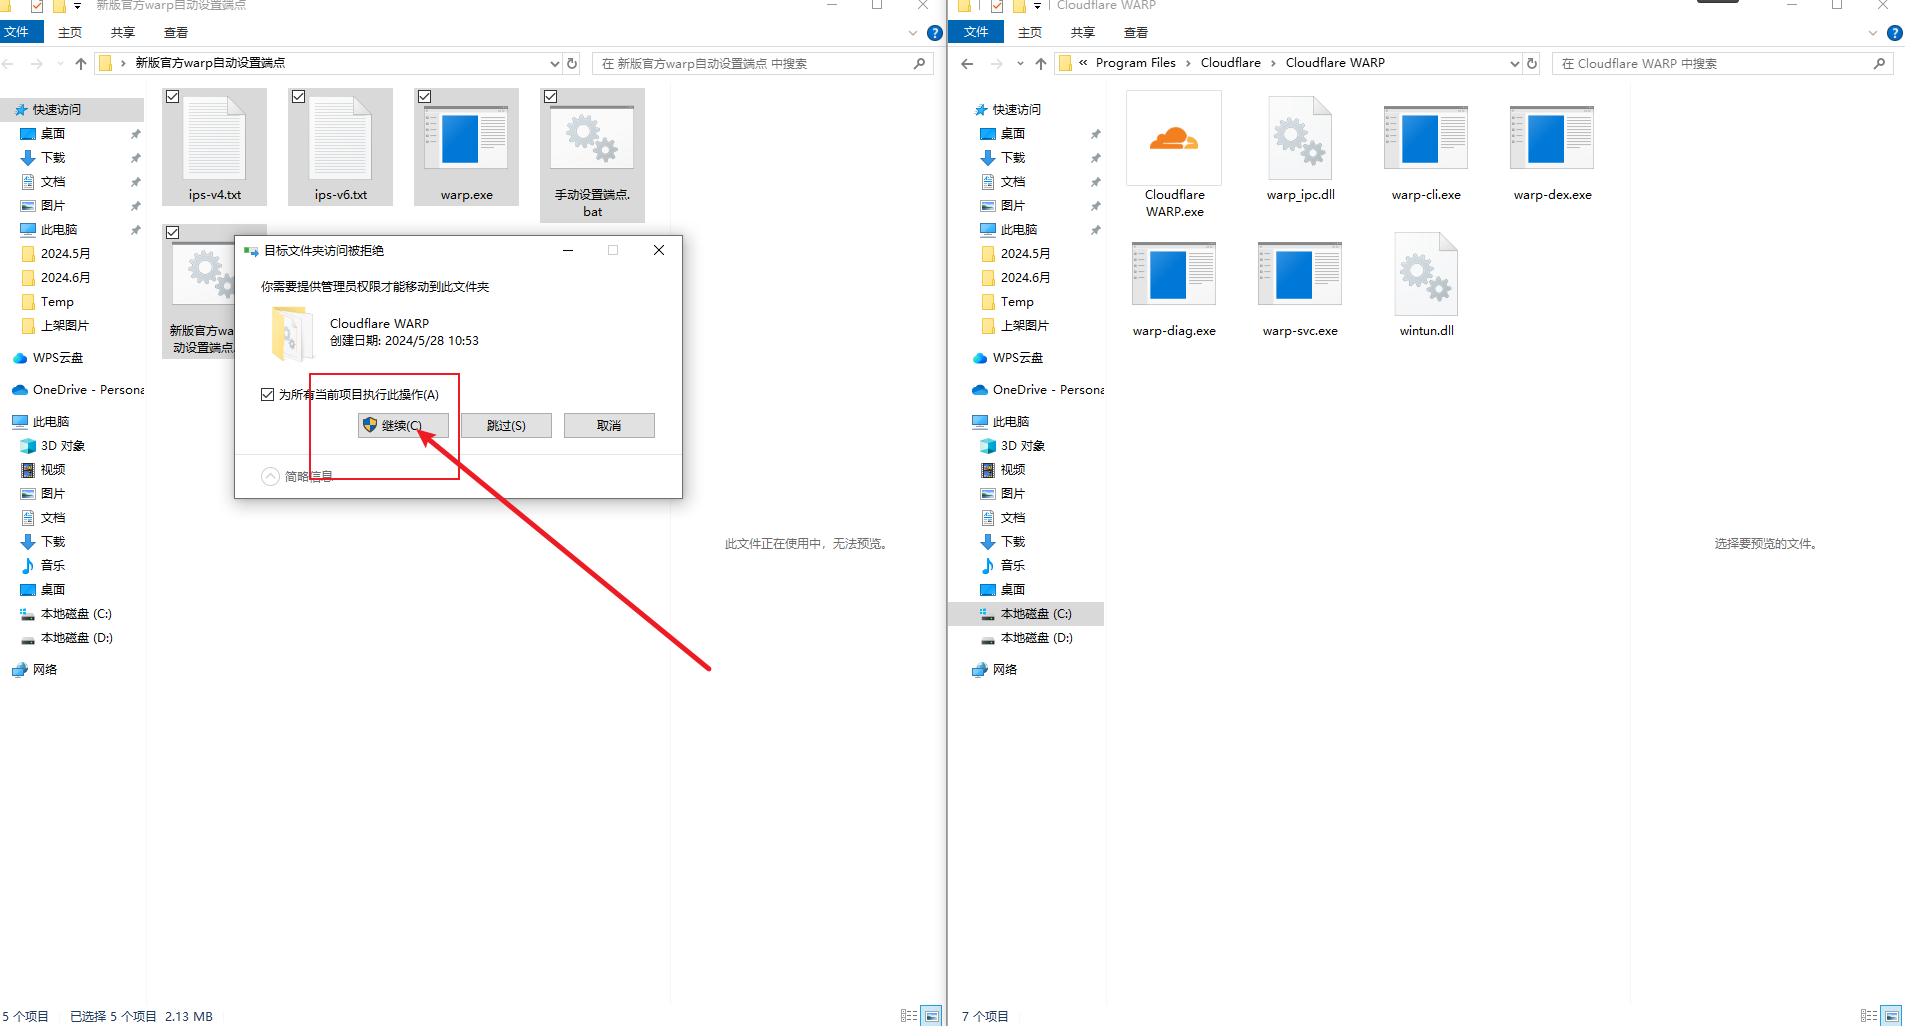 新版官方warp自动设置端点
文件
主页
共享
查看
新版官方warp自动设置端点
在 新版官方warp自动设置端点 中搜索
快速访问
桌面
下载
文档
图片
此电脑
2024.5月
2024.6月
Temp
上架图片
WPS云盘
OneDrive - Persona
此电脑
3D 对象
视频
图片
文档
下载
音乐
桌面
本地磁盘 (C:)
本地磁盘 (D:)
网络
ips-v4.txt
ips-v6.txt
warp.exe
手动设置端点.
bat
新版官方wa
动设置端点.
目标文件夹访问被拒绝
你需要提供管理员权限才能移动到此文件夹
Cloudflare WARP
创建日期: 2024/5/28 10:53
为所有当前项目执行此操作(A)
继续(C)
跳过(S)
取消
简略信息
此文件正在使用中，无法预览。
5 个项目
已选择 5 个项目 2.13 MB
Cloudflare WARP
文件
主页
共享
查看
« Program Files › Cloudflare › Cloudflare WARP
在 Cloudflare WARP 中搜索
快速访问
桌面
下载
文档
图片
此电脑
2024.5月
2024.6月
Temp
上架图片
WPS云盘
OneDrive - Persona
此电脑
3D 对象
视频
图片
文档
下载
音乐
桌面
本地磁盘 (C:)
本地磁盘 (D:)
网络
Cloudflare
WARP.exe
warp_ipc.dll
warp-cli.exe
warp-dex.exe
warp-diag.exe
warp-svc.exe
wintun.dll
选择要预览的文件。
7 个项目